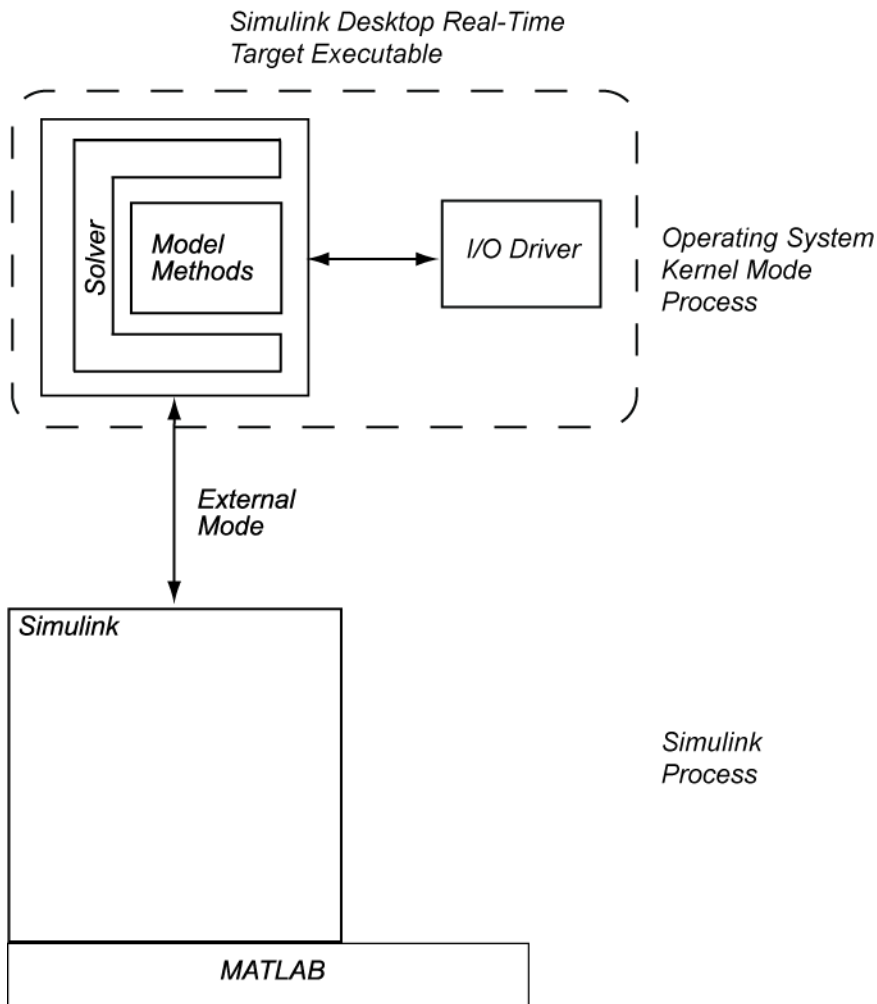 Simulink Desktop Real-Time
Target Executable
Solver
Model
Methods
I/O Driver
Operating System
Kernel Mode
Process
External
Mode
Simulink
Simulink
Process
MATLAB